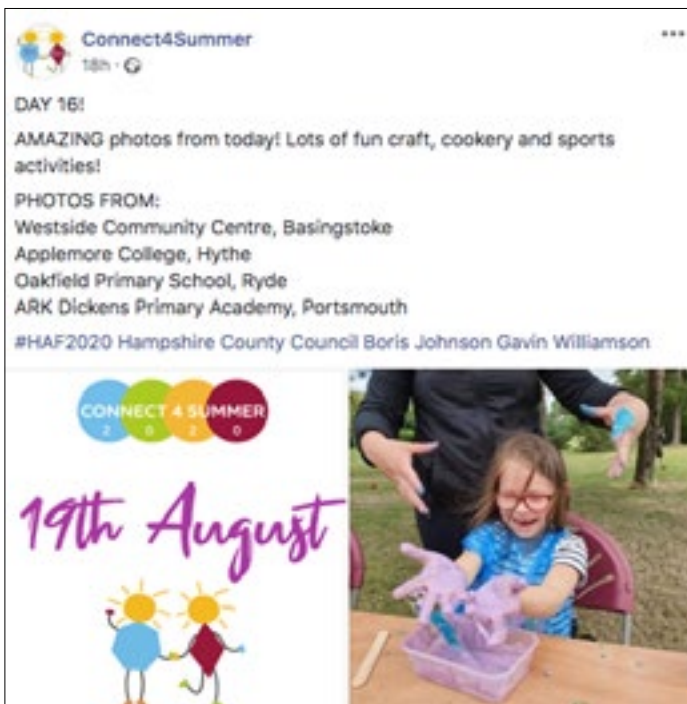 Connect4Summer
18h ·
DAY 16!
AMAZING photos from today! Lots of fun craft, cookery and sports
activities!
PHOTOS FROM:
Westside Community Centre, Basingstoke
Applemore College, Hythe
Oakfield Primary School, Ryde
ARK Dickens Primary Academy, Portsmouth
#HAF2020 Hampshire County Council Boris Johnson Gavin Williamson
CONNECT 4 SUMMER
2 0 2 0
19th August